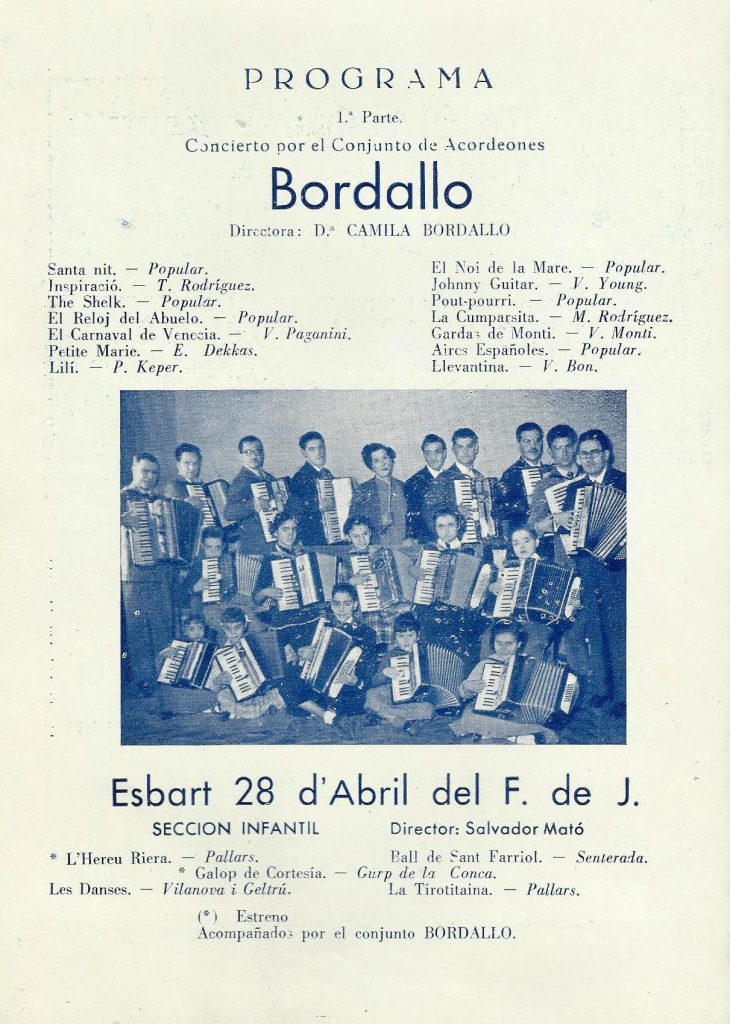 PROGRAMA
1.ª Parte.
Concierto por el Conjunto de Acordeones
Bordallo
Directora: D.ª CAMILA BORDALLO
Santa nit. — Popular.
Inspiració. — T. Rodríguez.
The Shelk. — Popular.
El Reloj del Abuelo. — Popular.
El Carnaval de Venecia. — V. Paganini.
Petite Marie. — E. Dekkas.
Lilí. — P. Keper.
El Noi de la Mare. — Popular.
Johnny Guitar. — V. Young.
Pout-pourri. — Popular.
La Cumparsita. — M. Rodríguez.
Gardas de Monti. — V. Monti.
Aires Españoles. — Popular.
Llevantina. — V. Bon.
Esbart 28 d'Abril del F. de J.
SECCION INFANTIL Director: Salvador Mató
* L'Hereu Riera. — Pallars. Ball de Sant Farriol. — Senterada.
* Galop de Cortesía. — Gurp de la Conca.
Les Danses. — Vilanova i Geltrú. La Tirotitaina. — Pallars.
(*) Estreno
Acompañados por el conjunto BORDALLO.